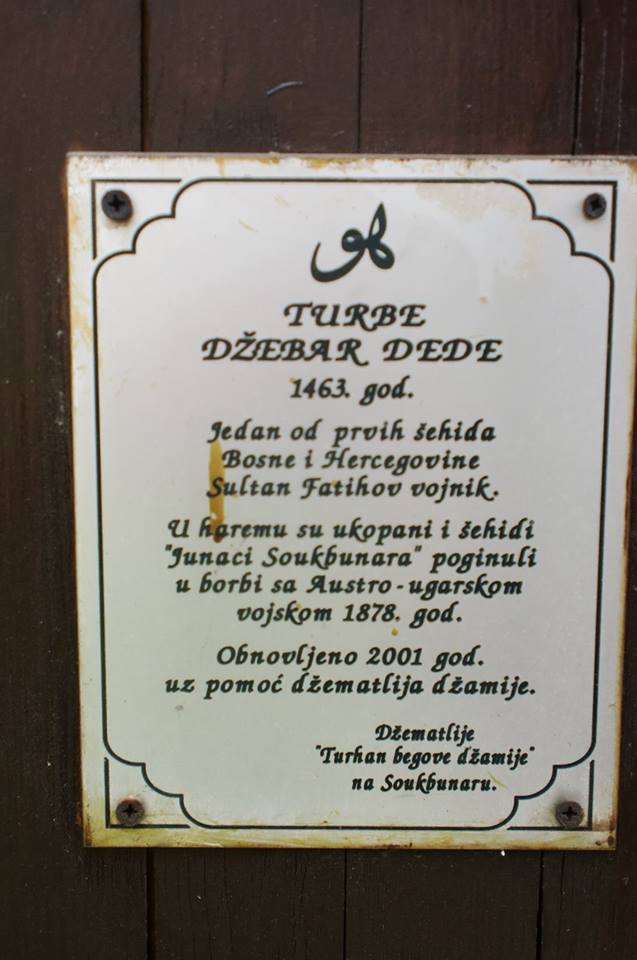 هو
TURBE
DŽEBAR DEDE
1463. god.
Jedan od prvih šehida
Bosne i Hercegovine
Sultan Fatihov vojnik.
U haremu su ukopani i šehidi
"Junaci Soukbunara" poginuli
u borbi sa Austro-ugarskom
vojskom 1878. god.
Obnovljeno 2001 god.
uz pomoć džematlija džamije.
Džematlije
"Turhan begove džamije"
na Soukbunaru.